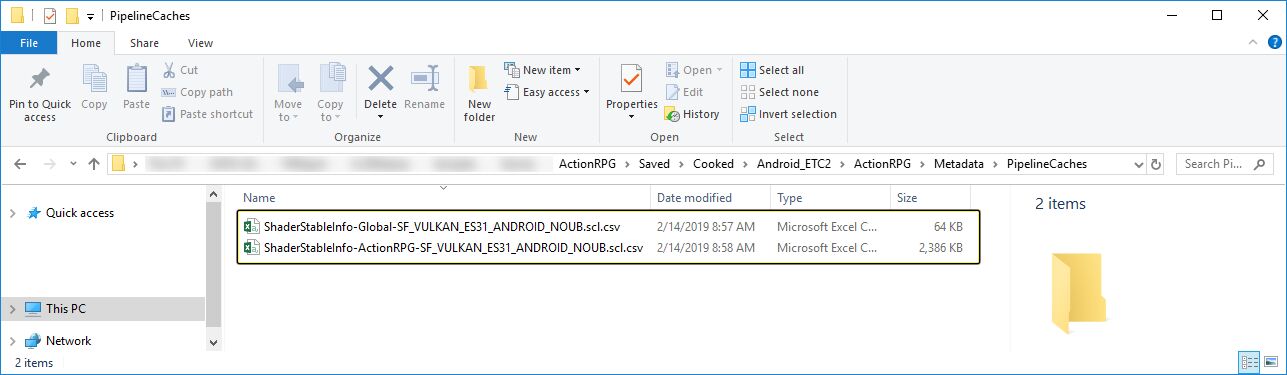 PipelineCaches
File Home Share View
Pin to Quick access
Copy
Paste
Cut
Copy path
Paste shortcut
Clipboard
Move to
Copy to
Delete
Rename
Organize
New folder
New item
Easy access
New
Properties
Open
Edit
History
Open
Select all
Select none
Invert selection
Select
ActionRPG Saved Cooked Android_ETC2 ActionRPG Metadata PipelineCaches
Search Pi...
Quick access
This PC
Network
Name Date modified Type Size
ShaderStableInfo-Global-SF_VULKAN_ES31_ANDROID_NOUB.scl.csv 2/14/2019 8:57 AM Microsoft Excel C... 64 KB
ShaderStableInfo-ActionRPG-SF_VULKAN_ES31_ANDROID_NOUB.scl.csv 2/14/2019 8:58 AM Microsoft Excel C... 2,386 KB
2 items
2 items